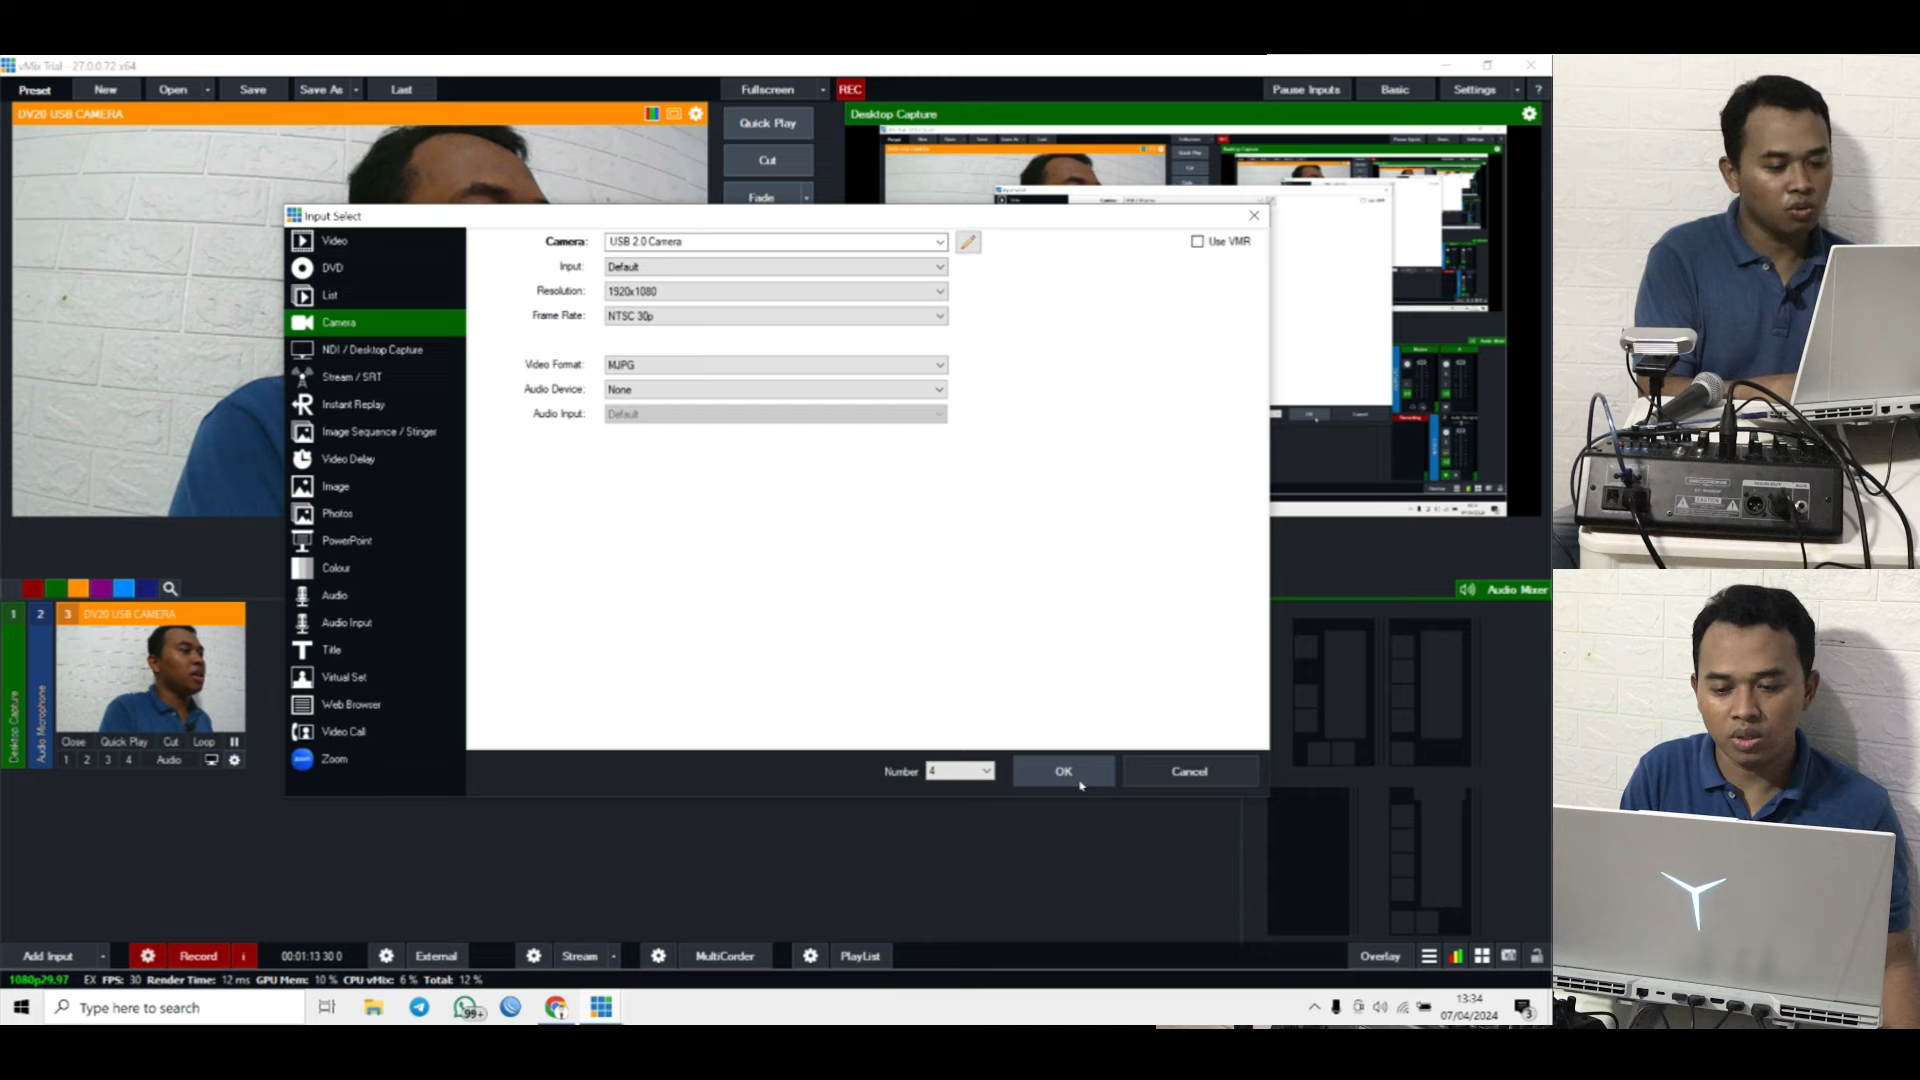 vMix Trial - 27.0.0.72 x64
Preset New Open Save Save As Last Fullscreen REC Pause Inputs Basic Settings ?
DV20 USB CAMERA
Quick Play
Cut
Fade
Desktop Capture
Input Select
Video
DVD
List
Camera
NDI / Desktop Capture
Stream / SRT
Instant Replay
Image Sequence / Stinger
Video Delay
Image
Photos
PowerPoint
Colour
Audio
Audio Input
Title
Virtual Set
Web Browser
Video Call
Zoom
Camera: USB 2.0 Camera Use VMR
Input: Default
Resolution: 1920x1080
Frame Rate: NTSC 30p
Video Format: MJPG
Audio Device: None
Audio Input: Default
Number 4 OK Cancel
1 2 3 DV20 USB CAMERA
Desktop Capture
Audio Microphone
Close Quick Play Cut Loop
1 2 3 4 Audio
Audio Mixer
Add Input Record i 00:01:13 30 0 External Stream MultiCorder PlayList Overlay
1080p29.97 EX FPS: 30 Render Time: 12 ms GPU Mem: 10 % CPU vMix: 6 % Total: 12 %
Type here to search
99+
13:34
07/04/2024
3
CAUTION
MAIN OUT
AUX